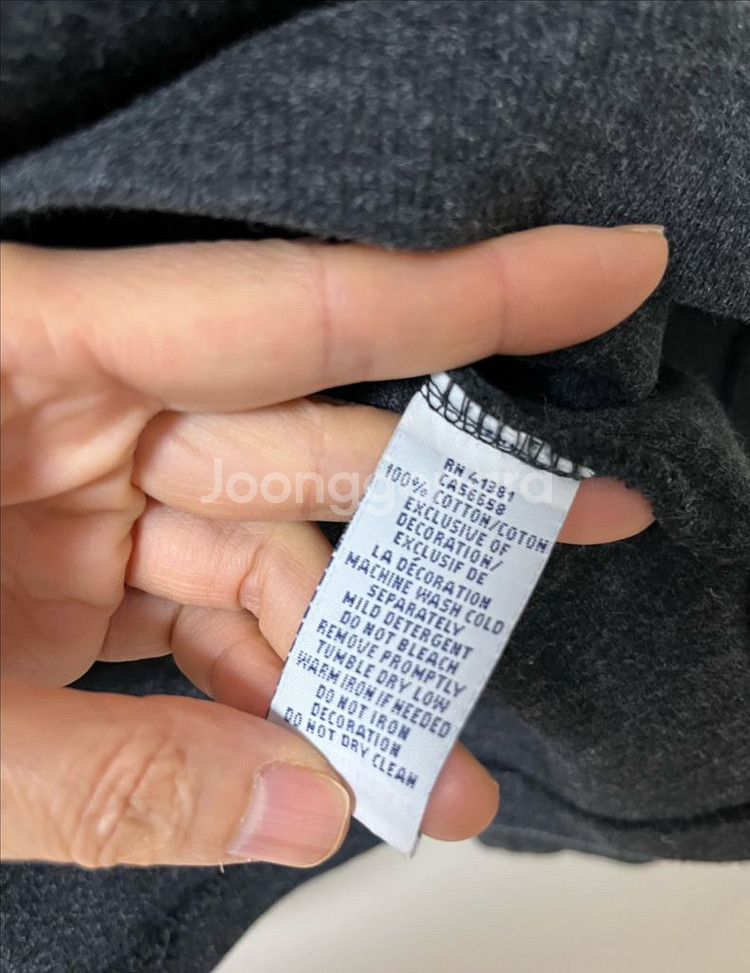 RN 41381
CA56658
100% COTTON/COTON
EXCLUSIVE OF
DECORATION/
EXCLUSIF DE
LA DÉCORATION
MACHINE WASH COLD
SEPARATELY
MILD DETERGENT
DO NOT BLEACH
REMOVE PROMPTLY
TUMBLE DRY LOW
WARM IRON IF NEEDED
DO NOT IRON
DECORATION
DO NOT DRY CLEAN
Joonggonara